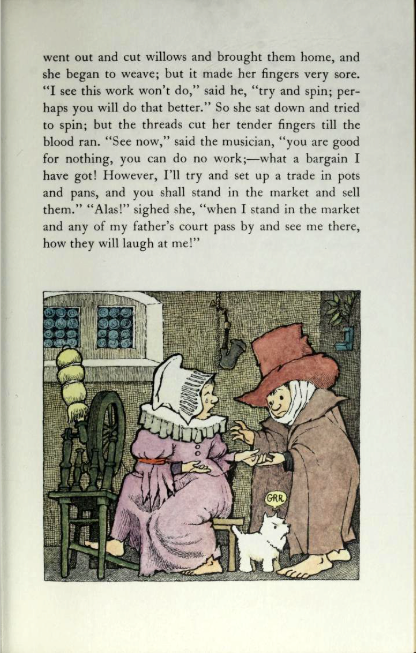 went out and cut willows and brought them home, and
she began to weave; but it made her fingers very sore.
"I see this work won't do," said he, "try and spin; per-
haps you will do that better." So she sat down and tried
to spin; but the threads cut her tender fingers till the
blood ran. "See now," said the musician, "you are good
for nothing, you can do no work;—what a bargain I
have got! However, I'll try and set up a trade in pots
and pans, and you shall stand in the market and sell
them." "Alas!" sighed she, "when I stand in the market
and any of my father's court pass by and see me there,
how they will laugh at me!"
GRR